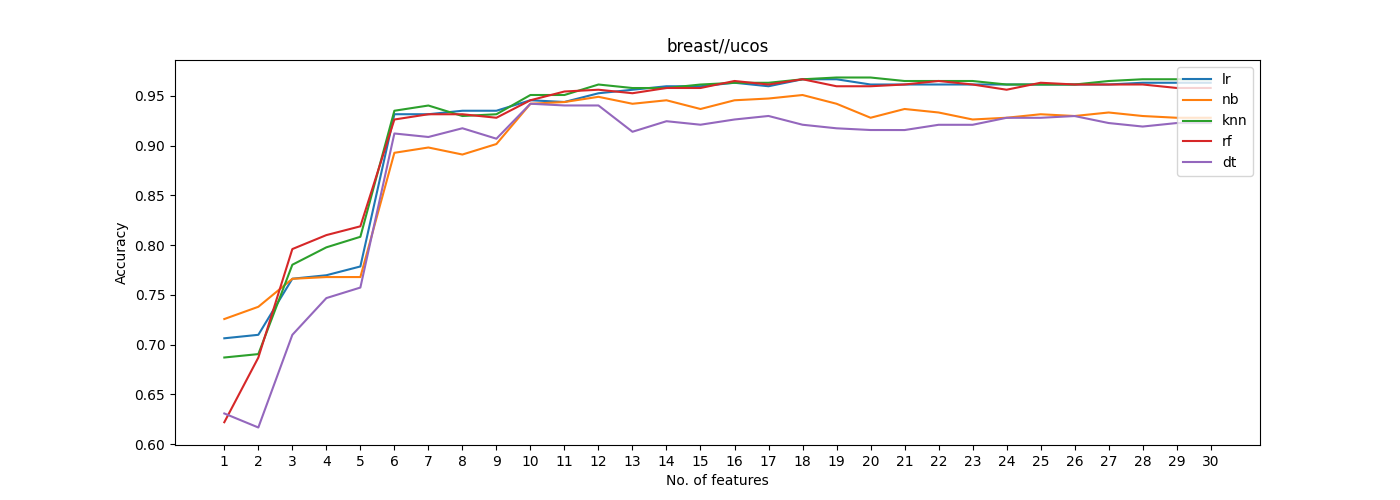 breast//ucos
Accuracy
0.95
0.90
0.85
0.80
0.75
0.70
0.65
0.60
lr
nb
knn
rf
dt
1 2 3 4 5 6 7 8 9 10 11 12 13 14 15 16 17 18 19 20 21 22 23 24 25 26 27 28 29 30
No. of features